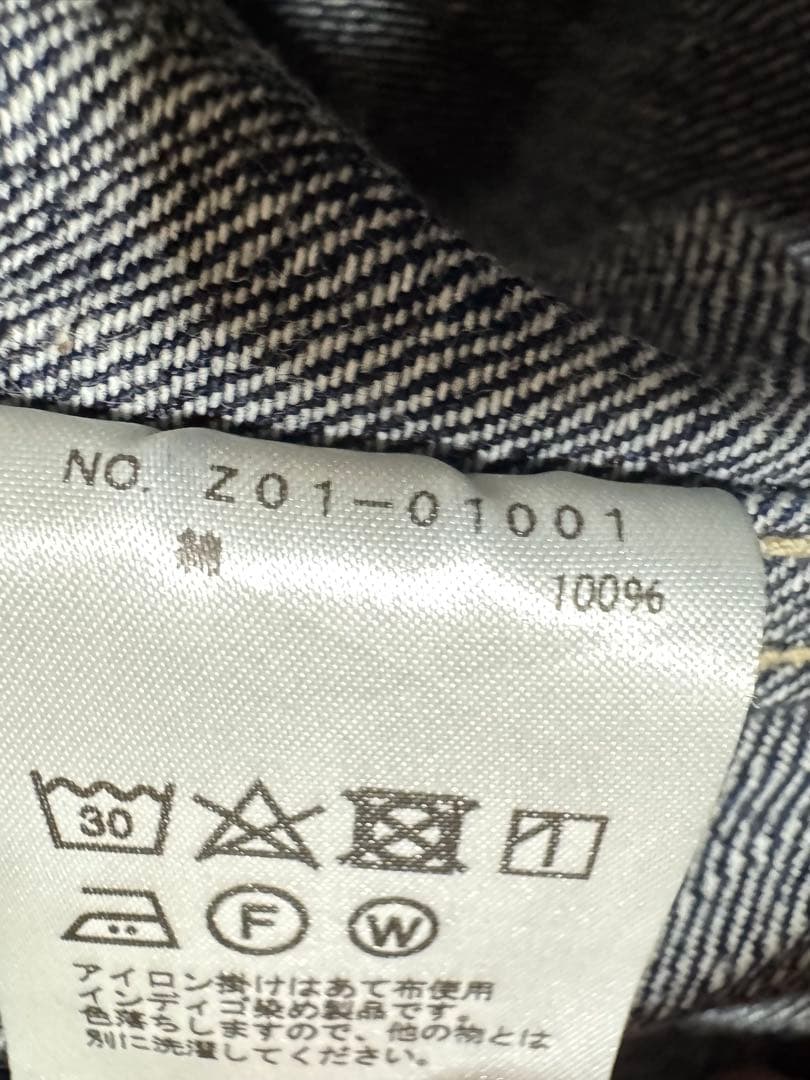 NO. Z01-01001
綿 100%
30
F W
アイロン掛けはあて布使用
インディゴ染め製品です。
色落ちしますので、他の物とは
別に洗濯してください。